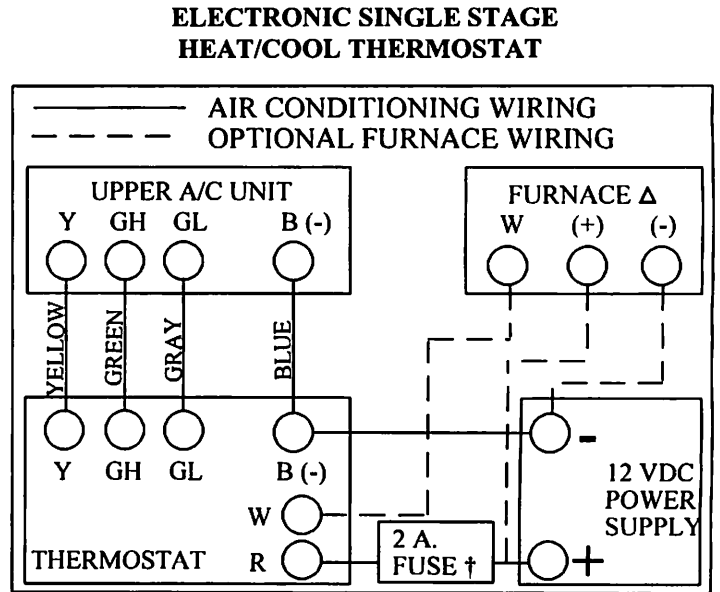 ELECTRONIC SINGLE STAGE
HEAT/COOL THERMOSTAT
AIR CONDITIONING WIRING
OPTIONAL FURNACE WIRING
UPPER A/C UNIT
Y GH GL B (-)
FURNACE Δ
W (+) (-)
YELLOW
GREEN
GRAY
BLUE
Y GH GL B (-)
W
THERMOSTAT R
2 A.
FUSE †
-
12 VDC
POWER
SUPPLY
+